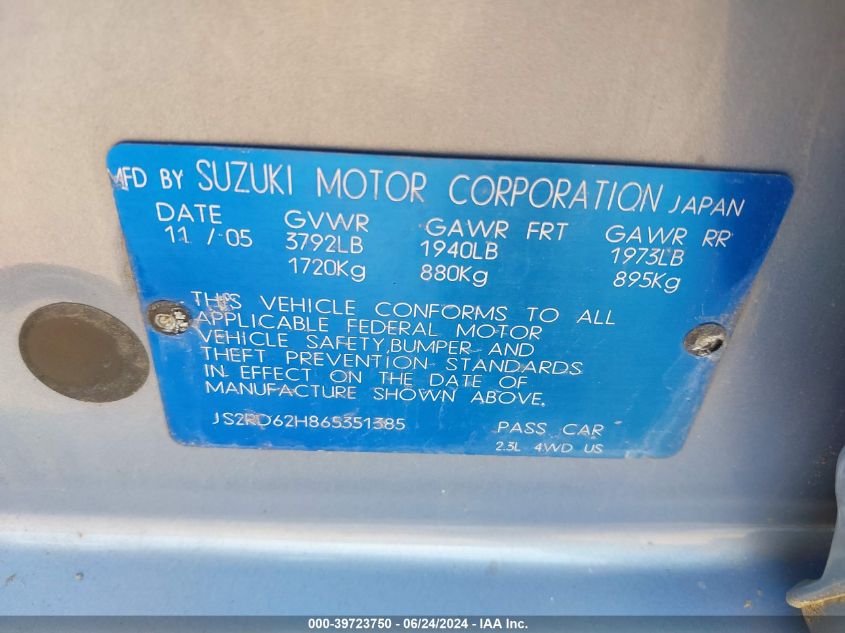 MFD BY SUZUKI MOTOR CORPORATION JAPAN
DATE GVWR GAWR FRT GAWR RR
11 / 05 3792LB 1940LB 1973LB
1720Kg 880Kg 895Kg
THIS VEHICLE CONFORMS TO ALL
APPLICABLE FEDERAL MOTOR
VEHICLE SAFETY,BUMPER AND
THEFT PREVENTION STANDARDS
IN EFFECT ON THE DATE OF
MANUFACTURE SHOWN ABOVE.
JS2RD62H865351385 PASS CAR
2.3L 4WD US
000-39723750 - 06/24/2024 - IAA Inc.